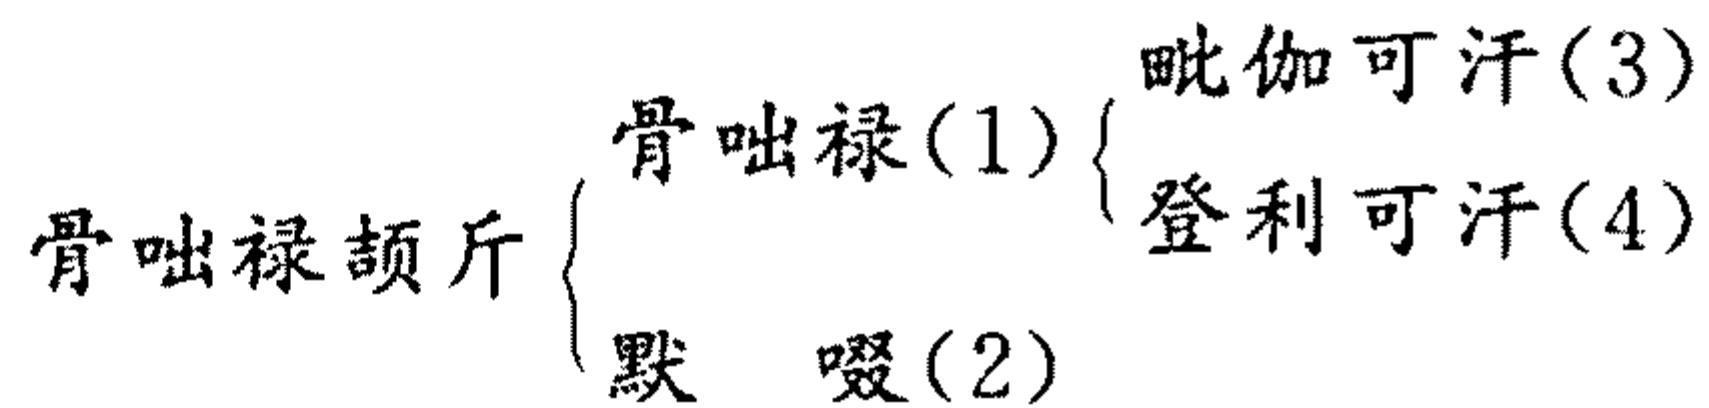 毗伽可汗(3)
骨咄禄(1)
登利可汗(4)
骨咄禄颉斤
默 啜(2)